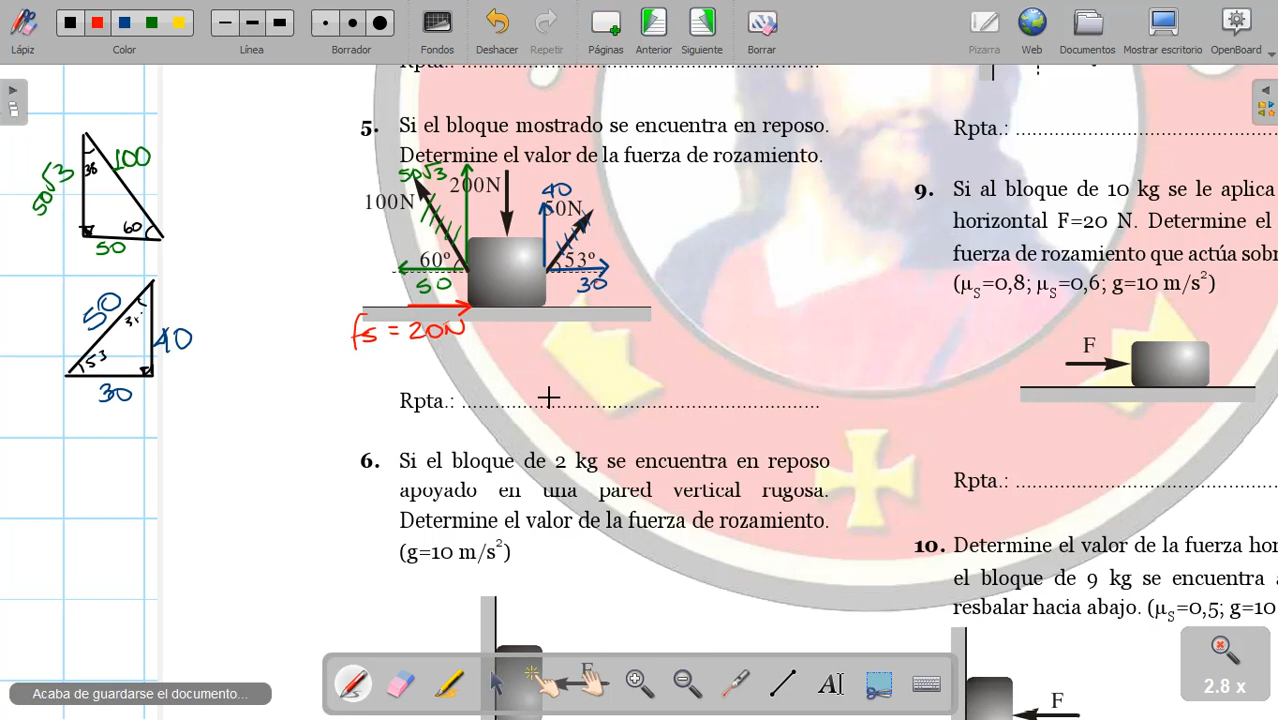 Lápiz
Color
Línea
Borrador
Fondos
Deshacer
Repetir
Páginas
Anterior
Siguiente
Borrar
Pizarra
Web
Documentos
Mostrar escritorio
OpenBoard
50√3
100
60
50
50
53
40
30
5. Si el bloque mostrado se encuentra en reposo.
Determine el valor de la fuerza de rozamiento.
50√3
200N
40
100N
50N
60°
53°
50
30
fs = 20N
Rpta.: ....................................................................
6. Si el bloque de 2 kg se encuentra en reposo
apoyado en una pared vertical rugosa.
Determine el valor de la fuerza de rozamiento.
(g=10 m/s²)
F
Rpta.: ....................................................
9. Si al bloque de 10 kg se le aplica
horizontal F=20 N. Determine el
fuerza de rozamiento que actúa sob
(μS=0,8; μS=0,6; g=10 m/s²)
F
Rpta.: ....................................................
10. Determine el valor de la fuerza hor
el bloque de 9 kg se encuentra a
resbalar hacia abajo. (μS=0,5; g=10
F
Acaba de guardarse el documento...
2.8 x